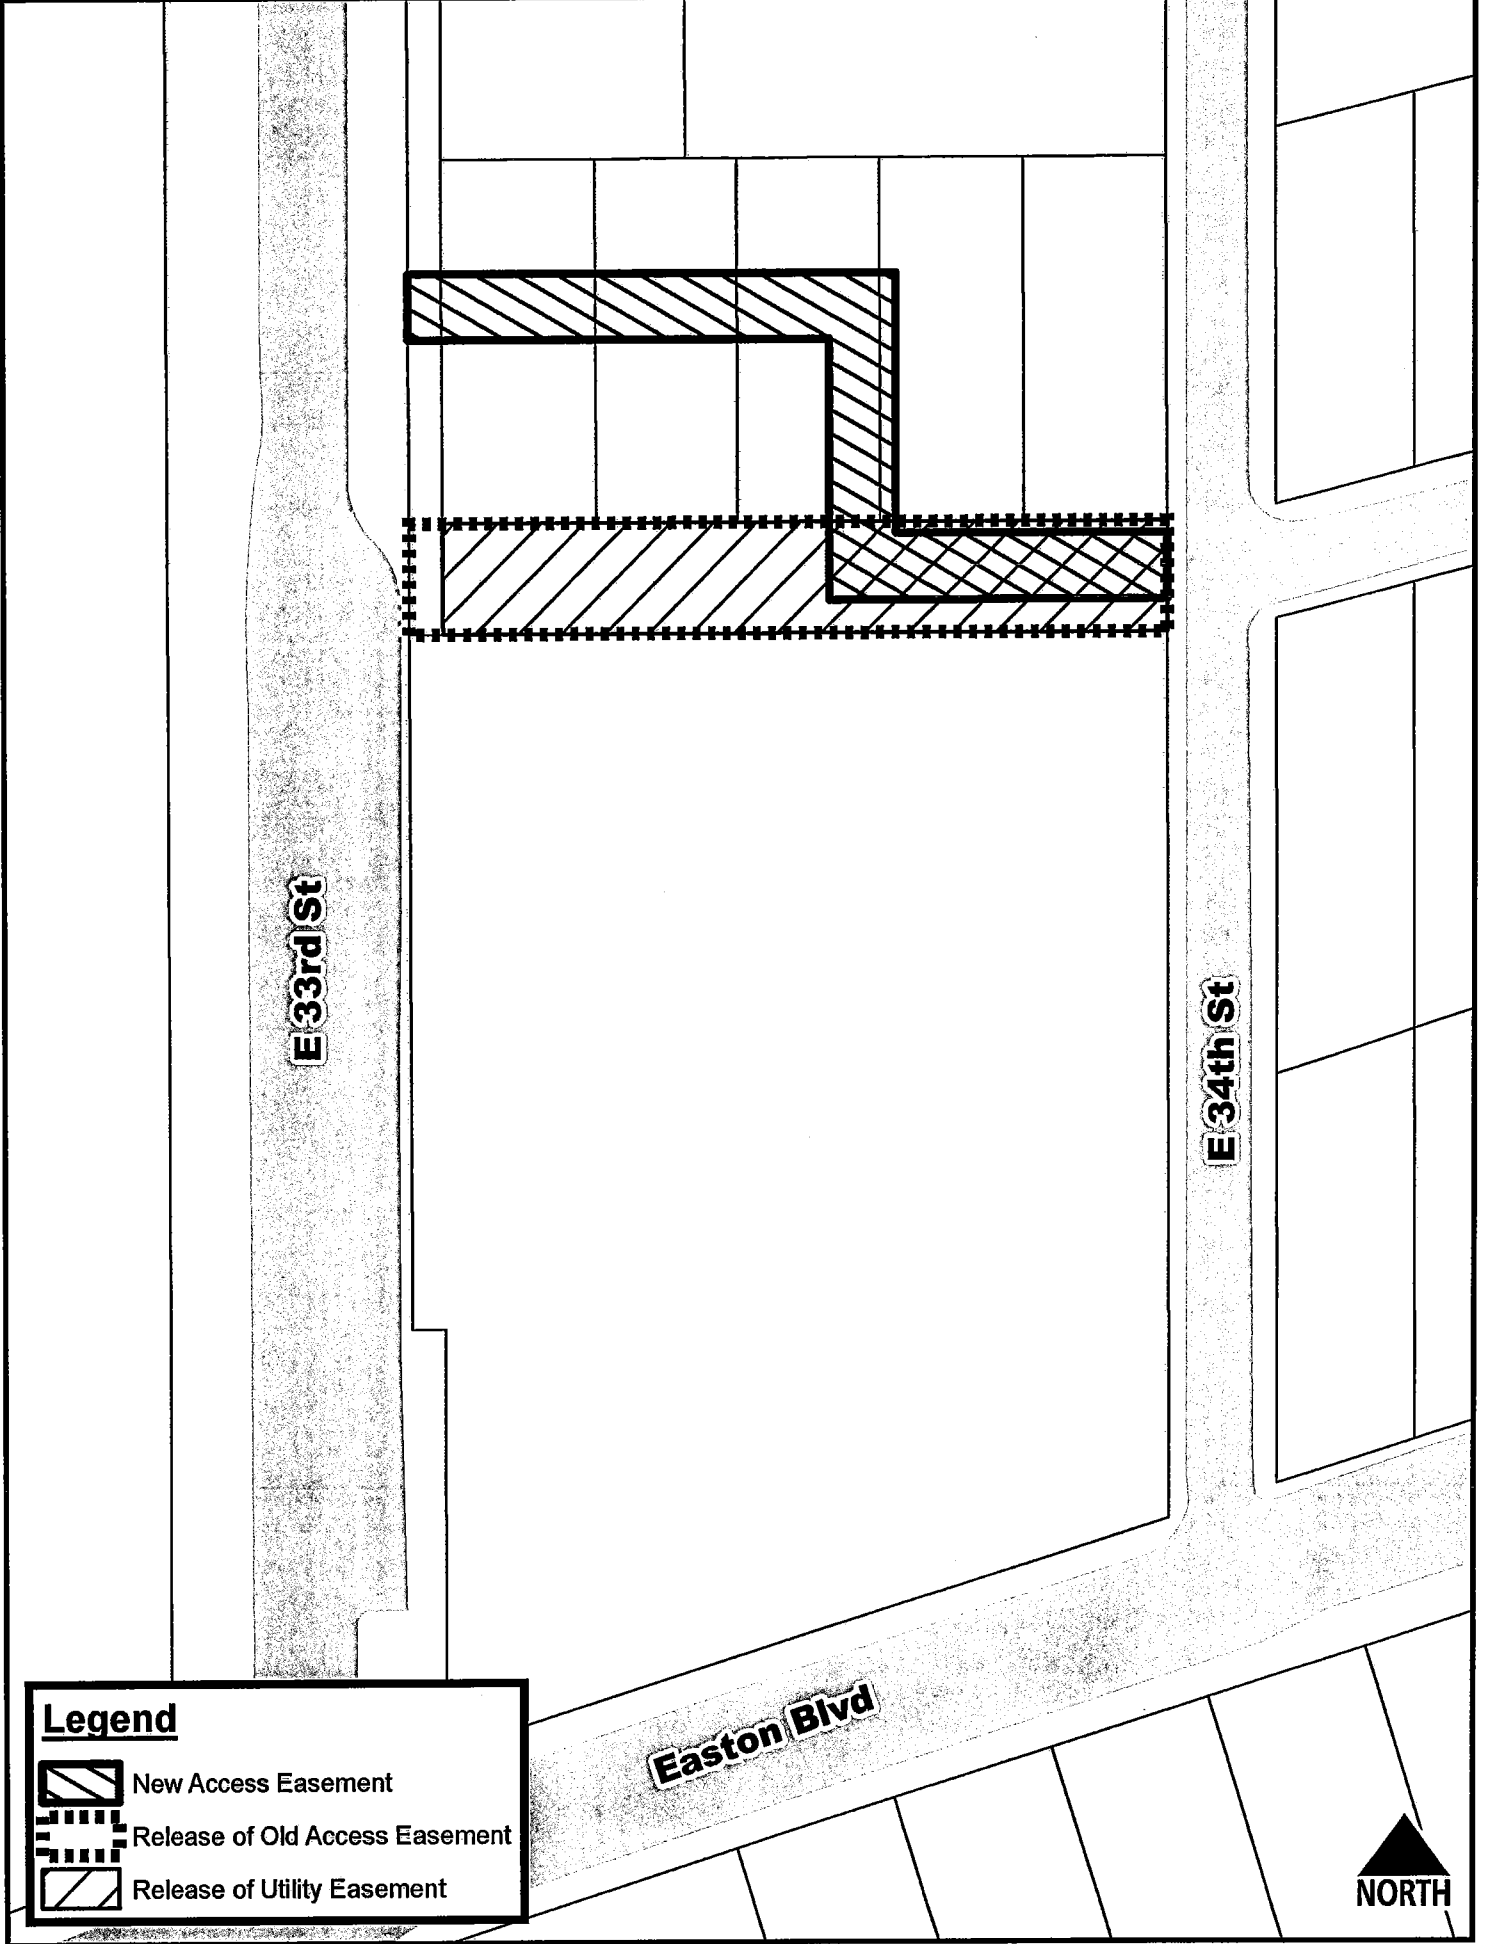 E 33rd St
E 34th St
Easton Blvd
Legend
New Access Easement
Release of Old Access Easement
Release of Utility Easement
NORTH